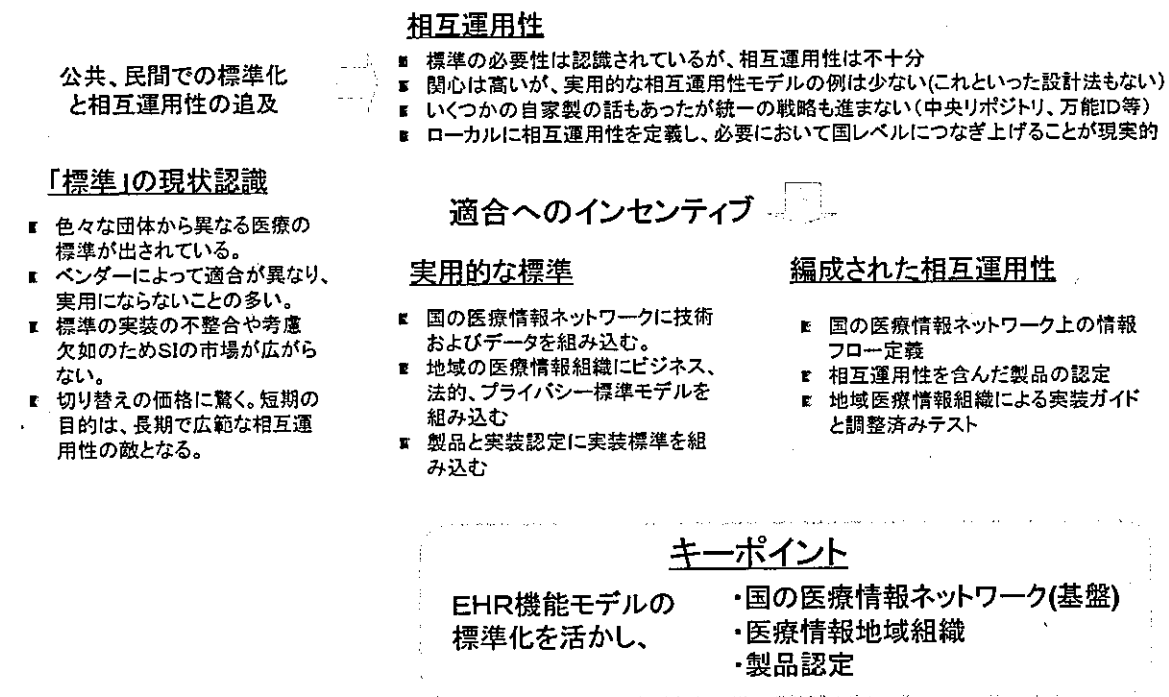 公共、民間での標準化
と相互運用性の追及
相互運用性
■ 標準の必要性は認識されているが、相互運用性は不十分
■ 関心は高いが、実用的な相互運用性モデルの例は少ない(これといった設計法もない)
■ いくつかの自家製の話もあったが統一の戦略も進まない(中央リポジトリ、万能ID等)
■ ローカルに相互運用性を定義し、必要において国レベルにつなぎ上げることが現実的
「標準」の現状認識
■ 色々な団体から異なる医療の
標準が出されている。
■ ベンダーによって適合が異なり、
実用にならないことの多い。
■ 標準の実装の不整合や考慮
欠如のためSIの市場が広がら
ない。
■ 切り替えの価格に驚く。短期の
目的は、長期で広範な相互運
用性の敵となる。
適合へのインセンティブ
実用的な標準
■ 国の医療情報ネットワークに技術
およびデータを組み込む。
■ 地域の医療情報組織にビジネス、
法的、プライバシー標準モデルを
組み込む
■ 製品と実装認定に実装標準を組
み込む
編成された相互運用性
■ 国の医療情報ネットワーク上の情報
フロー定義
■ 相互運用性を含んだ製品の認定
■ 地域医療情報組織による実装ガイド
と調整済みテスト
キーポイント
EHR機能モデルの
標準化を活かし、
・国の医療情報ネットワーク(基盤)
・医療情報地域組織
・製品認定